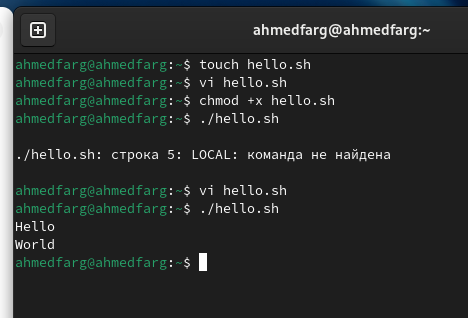 ahmedfarg@ahmedfarg:~
ahmedfarg@ahmedfarg:~$ touch hello.sh
ahmedfarg@ahmedfarg:~$ vi hello.sh
ahmedfarg@ahmedfarg:~$ chmod +x hello.sh
ahmedfarg@ahmedfarg:~$ ./hello.sh
./hello.sh: строка 5: LOCAL: команда не найдена
ahmedfarg@ahmedfarg:~$ vi hello.sh
ahmedfarg@ahmedfarg:~$ ./hello.sh
Hello
World
ahmedfarg@ahmedfarg:~$